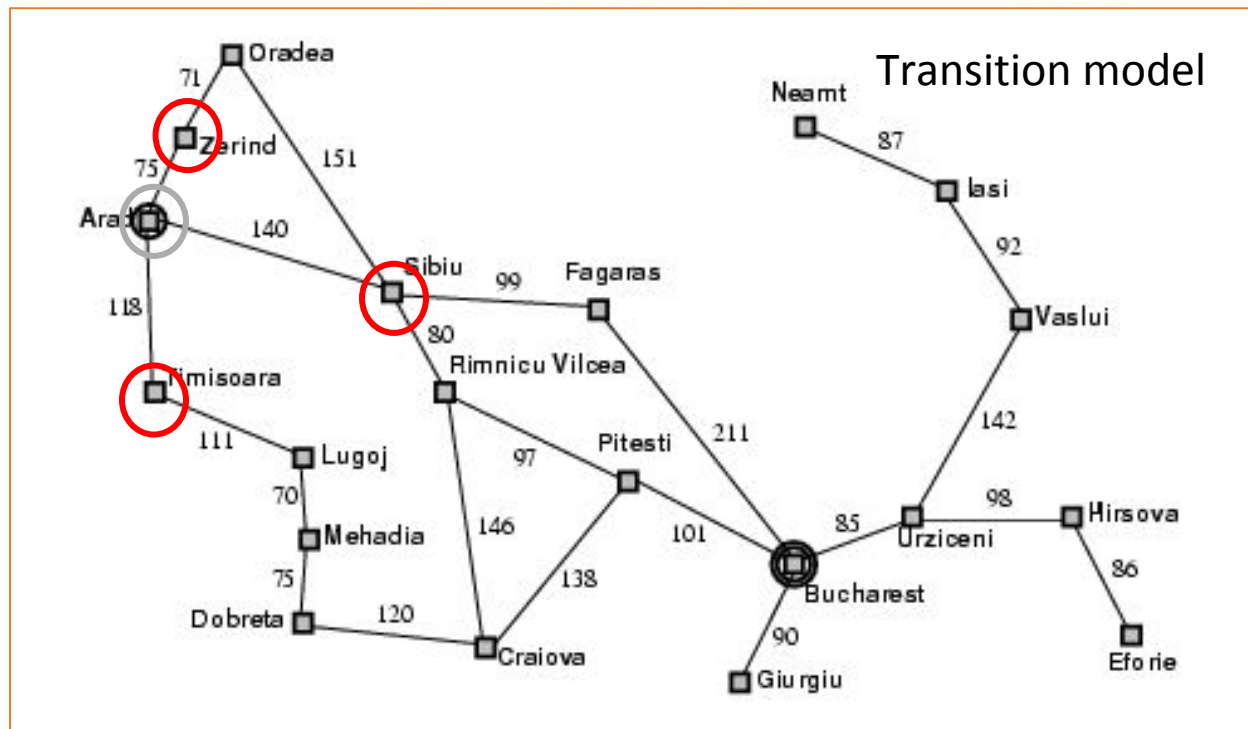 Transition model
Oradea
71
Neamt
Zerind
87
75
151
Iasi
Arad
140
92
Sibiu
99
Fagaras
118
Vaslui
80
Timisoara
Rimnicu Vilcea
142
111
Pitesti
211
Lugoj
97
70
98
Hirsova
146
101
85
Urziceni
Mehadia
138
86
75
Bucharest
Dobreta
120
90
Craiova
Eforie
Giurgiu